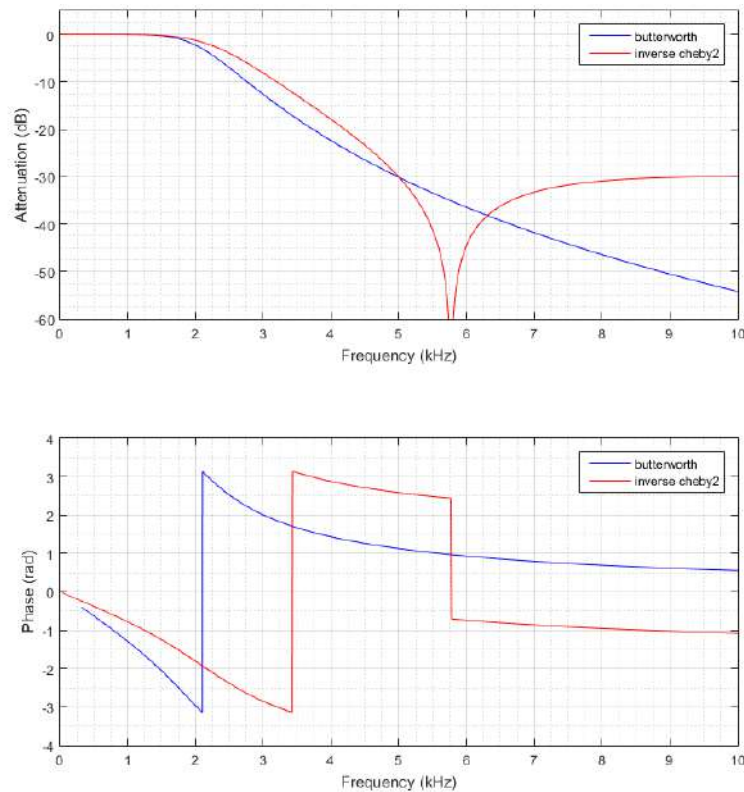 0
-10
-20
-30
-40
-50
-60
Attenuation (dB)
butterworth
inverse cheby2
0 1 2 3 4 5 6 7 8 9 10
Frequency (kHz)
4
3
2
1
0
-1
-2
-3
-4
Phase (rad)
butterworth
inverse cheby2
0 1 2 3 4 5 6 7 8 9 10
Frequency (kHz)